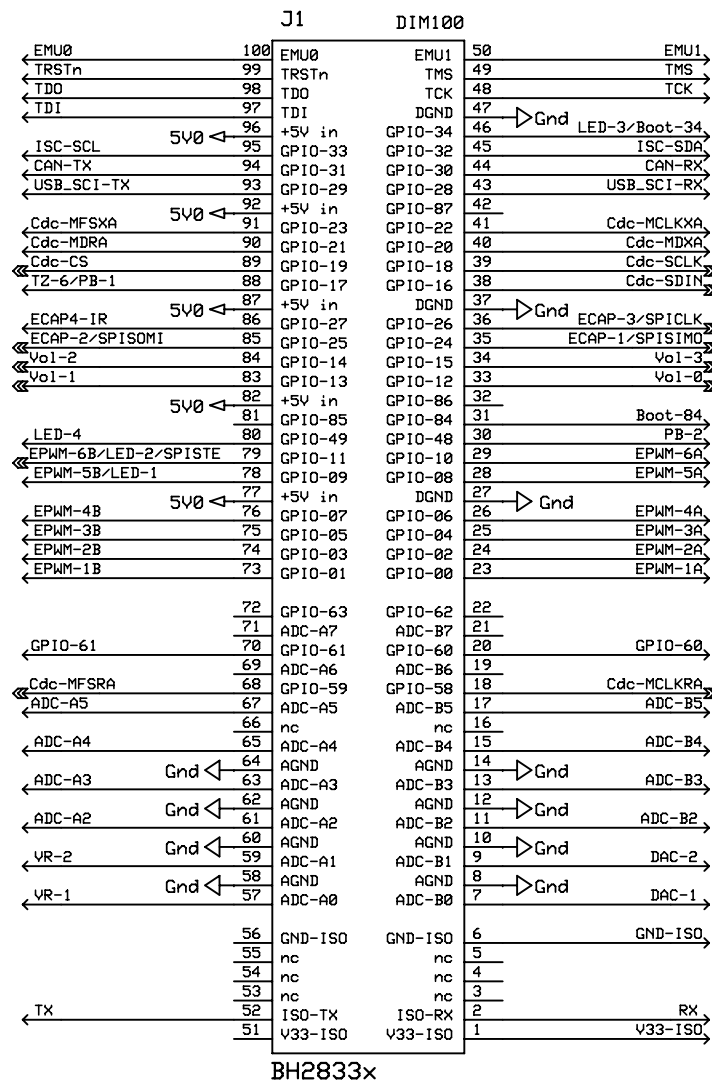 J1 DIM100
EMU0 100 EMU0 EMU1 50 EMU1
TRSTn 99 TRSTn TMS 49 TMS
TDO 98 TDO TCK 48 TCK
TDI 97 TDI DGND 47 Gnd
5V0 96 +5V in GPIO-34 46 LED-3/Boot-34
ISC-SCL 95 GPIO-33 GPIO-32 45 ISC-SDA
CAN-TX 94 GPIO-31 GPIO-30 44 CAN-RX
USB_SCI-TX 93 GPIO-29 GPIO-28 43 USB_SCI-RX
5V0 92 +5V in GPIO-87 42
Cdc-MFSXA 91 GPIO-23 GPIO-22 41 Cdc-MCLKXA
Cdc-MDRA 90 GPIO-21 GPIO-20 40 Cdc-MDXA
Cdc-CS 89 GPIO-19 GPIO-18 39 Cdc-SCLK
TZ-6/PB-1 88 GPIO-17 GPIO-16 38 Cdc-SDIN
5V0 87 +5V in DGND 37 Gnd
ECAP4-IR 86 GPIO-27 GPIO-26 36 ECAP-3/SPICLK
ECAP-2/SPISOMI 85 GPIO-25 GPIO-24 35 ECAP-1/SPISIMO
Vol-2 84 GPIO-14 GPIO-15 34 Vol-3
Vol-1 83 GPIO-13 GPIO-12 33 Vol-0
5V0 82 +5V in GPIO-86 32
81 GPIO-85 GPIO-84 31 Boot-84
LED-4 80 GPIO-49 GPIO-48 30 PB-2
EPWM-6B/LED-2/SPISTE 79 GPIO-11 GPIO-10 29 EPWM-6A
EPWM-5B/LED-1 78 GPIO-09 GPIO-08 28 EPWM-5A
5V0 77 +5V in DGND 27 Gnd
EPWM-4B 76 GPIO-07 GPIO-06 26 EPWM-4A
EPWM-3B 75 GPIO-05 GPIO-04 25 EPWM-3A
EPWM-2B 74 GPIO-03 GPIO-02 24 EPWM-2A
EPWM-1B 73 GPIO-01 GPIO-00 23 EPWM-1A
72 GPIO-63 GPIO-62 22
71 ADC-A7 ADC-B7 21
GPIO-61 70 GPIO-61 GPIO-60 20 GPIO-60
69 ADC-A6 ADC-B6 19
Cdc-MFSRA 68 GPIO-59 GPIO-58 18 Cdc-MCLKRA
ADC-A5 67 ADC-A5 ADC-B5 17 ADC-B5
66 nc nc 16
ADC-A4 65 ADC-A4 ADC-B4 15 ADC-B4
Gnd 64 AGND AGND 14 Gnd
ADC-A3 63 ADC-A3 ADC-B3 13 ADC-B3
Gnd 62 AGND AGND 12 Gnd
ADC-A2 61 ADC-A2 ADC-B2 11 ADC-B2
Gnd 60 AGND AGND 10 Gnd
VR-2 59 ADC-A1 ADC-B1 9 DAC-2
Gnd 58 AGND AGND 8 Gnd
VR-1 57 ADC-A0 ADC-B0 7 DAC-1
56 GND-ISO GND-ISO 6 GND-ISO
55 nc nc 5
54 nc nc 4
53 nc nc 3
TX 52 ISO-TX ISO-RX 2 RX
51 V33-ISO V33-ISO 1 V33-ISO
BH2833x